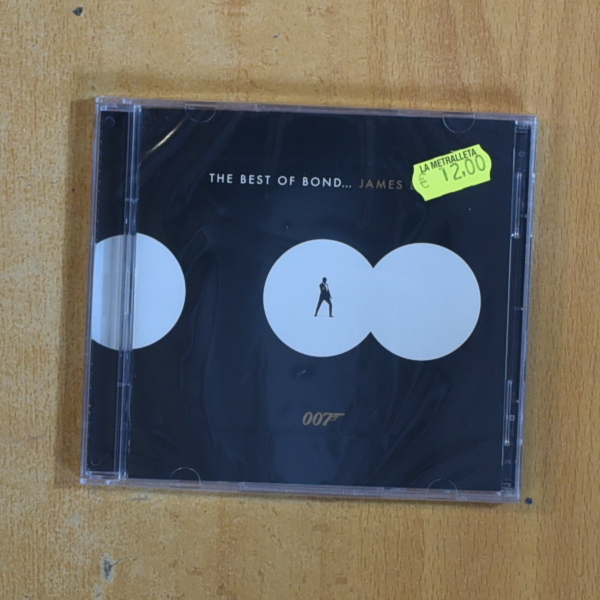 THE BEST OF BOND... JAMES
LA METRALLETA
€ 12,00
007